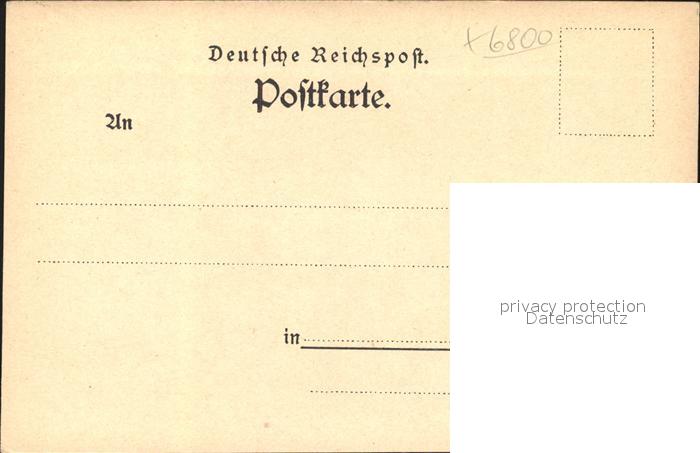 +6800
Deutsche Reichspost.
Postkarte.
An
in
privacy protection
Datenschutz